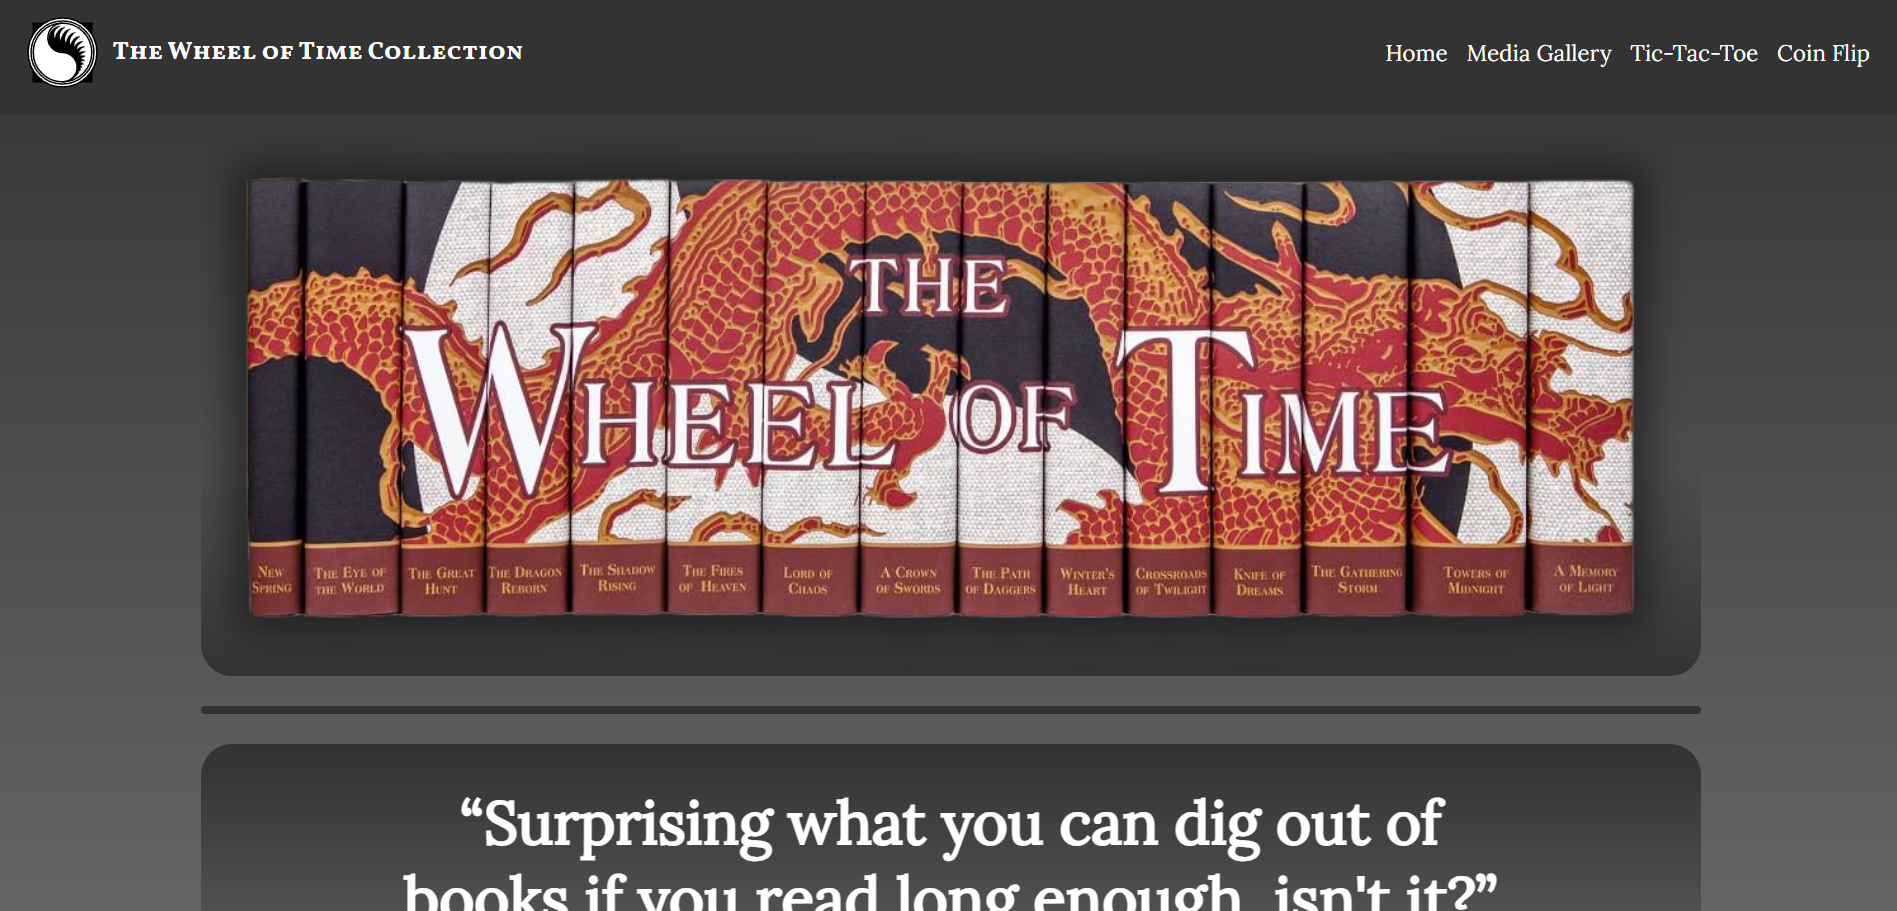 The Wheel of Time Collection
Home Media Gallery Tic-Tac-Toe Coin Flip
THE
WHEEL OF TIME
NEW
SPRING
THE EYE OF
THE WORLD
THE GREAT
HUNT
THE DRAGON
REBORN
THE SHADOW
RISING
THE FIRES
OF HEAVEN
LORD OF
CHAOS
A CROWN
OF SWORDS
THE PATH
OF DAGGERS
WINTER'S
HEART
CROSSROADS
OF TWILIGHT
KNIFE OF
DREAMS
THE GATHERING
STORM
TOWERS OF
MIDNIGHT
A MEMORY
OF LIGHT
“Surprising what you can dig out of
books if you read long enough, isn't it?”